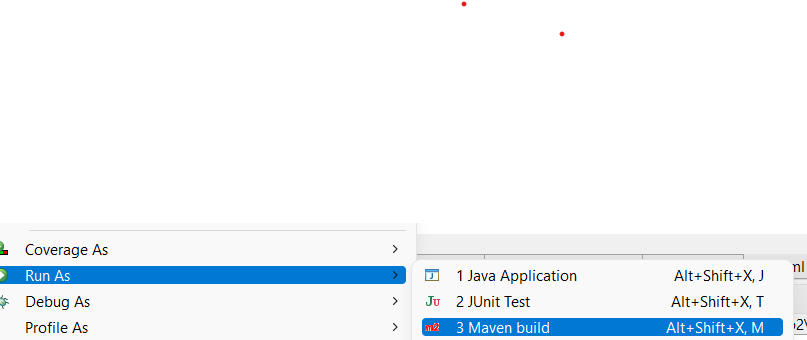 Coverage As
Run As
Debug As
Profile As
1 Java Application Alt+Shift+X, J
2 JUnit Test Alt+Shift+X, T
3 Maven build Alt+Shift+X, M